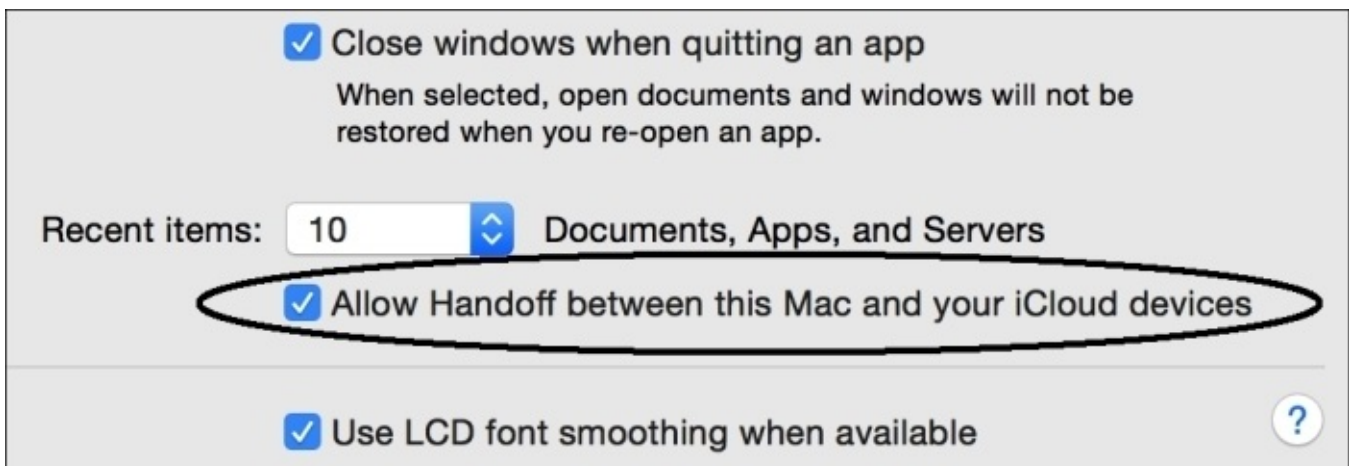 Close windows when quitting an app
When selected, open documents and windows will not be
restored when you re-open an app.
Recent items: 10 Documents, Apps, and Servers
Allow Handoff between this Mac and your iCloud devices
Use LCD font smoothing when available ?